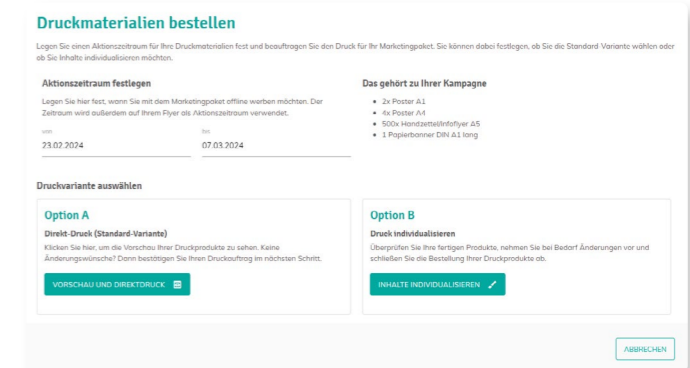 Druckmaterialien bestellen
Legen Sie einen Aktionszeitraum für Ihre Druckmaterialien fest und beauftragen Sie den Druck für Ihr Marketingpaket. Sie können dabei festlegen, ob Sie die Standard-Variante wählen oder
ob Sie Inhalte individualisieren möchten.
Aktionszeitraum festlegen
Legen Sie hier fest, wann Sie mit dem Marketingpaket offline werben möchten. Der
Zeitraum wird außerdem auf Ihrem Flyer als Aktionszeitraum verwendet.
von
bis
23.02.2024
07.03.2024
Das gehört zu Ihrer Kampagne
2x Poster A1
4x Poster A4
500x Handzettel/Infoflyer A5
1 Papierbanner DIN A1 lang
Druckvariante auswählen
Option A
Direkt-Druck (Standard-Variante)
Klicken Sie hier, um die Vorschau Ihrer Druckprodukte zu sehen. Keine
Änderungswünsche? Dann bestätigen Sie Ihren Druckauftrag im nächsten Schritt.
VORSCHAU UND DIREKTDRUCK
Option B
Druck individualisieren
Überprüfen Sie Ihre fertigen Produkte, nehmen Sie bei Bedarf Änderungen vor und
schließen Sie die Bestellung Ihrer Druckprodukte ab.
INHALTE INDIVIDUALISIEREN
ABBRECHEN